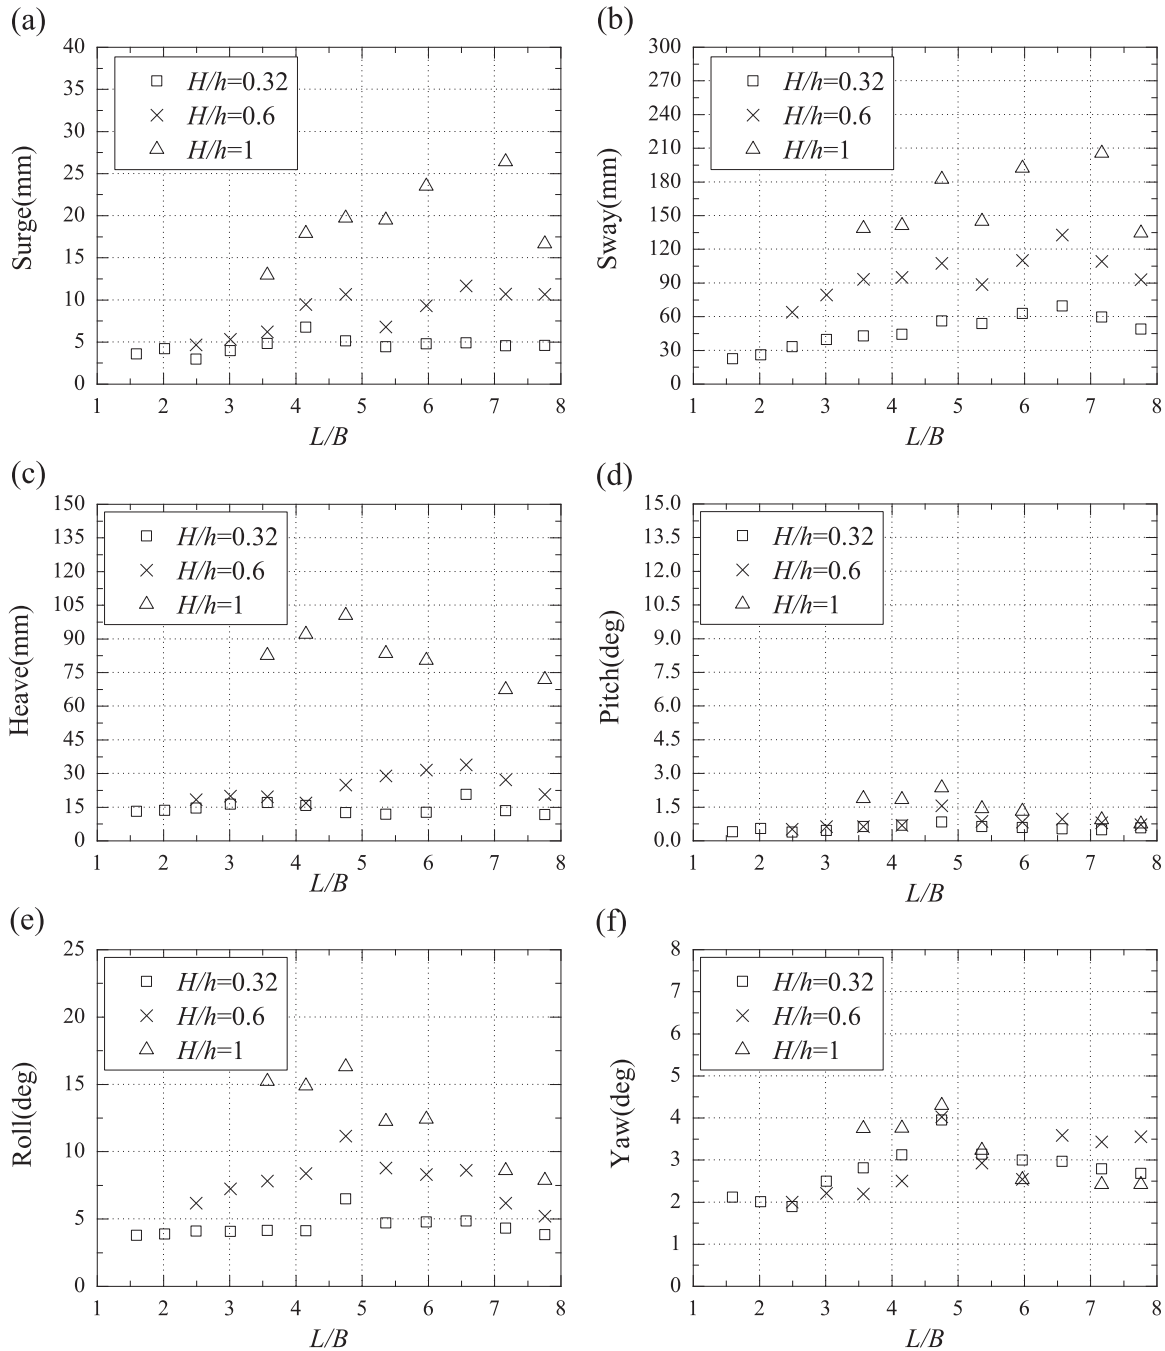 (a)
40
35
30
25
20
15
10
5
0
Surge(mm)
H/h=0.32
H/h=0.6
H/h=1
1 2 3 4 5 6 7 8
L/B
(b)
300
270
240
210
180
150
120
90
60
30
0
Sway(mm)
H/h=0.32
H/h=0.6
H/h=1
1 2 3 4 5 6 7 8
L/B
(c)
150
135
120
105
90
75
60
45
30
15
0
Heave(mm)
H/h=0.32
H/h=0.6
H/h=1
1 2 3 4 5 6 7 8
L/B
(d)
15.0
13.5
12.0
10.5
9.0
7.5
6.0
4.5
3.0
1.5
0.0
Pitch(deg)
H/h=0.32
H/h=0.6
H/h=1
1 2 3 4 5 6 7 8
L/B
(e)
25
20
15
10
5
0
Roll(deg)
H/h=0.32
H/h=0.6
H/h=1
1 2 3 4 5 6 7 8
L/B
(f)
8
7
6
5
4
3
2
1
0
Yaw(deg)
H/h=0.32
H/h=0.6
H/h=1
1 2 3 4 5 6 7 8
L/B